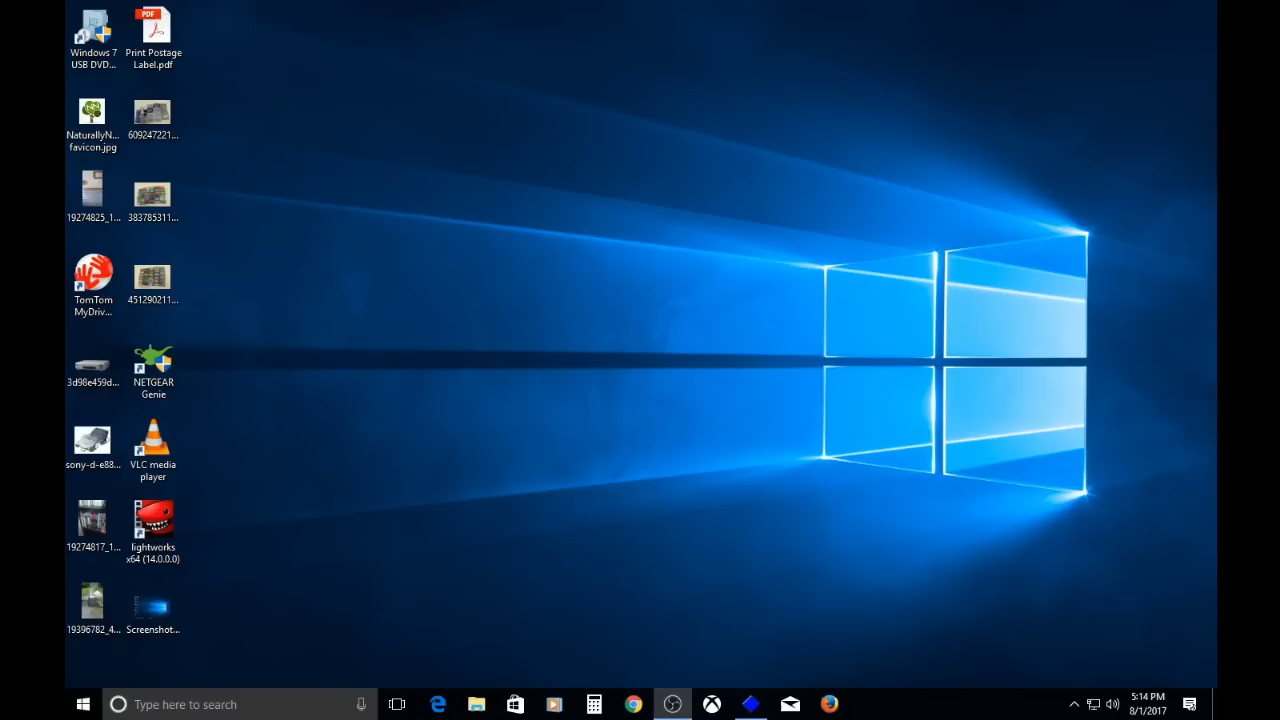 Windows 7
USB DVD...
PDF
Print Postage
Label.pdf
NaturallyN...
favicon.jpg
609247221...
19274825_1...
383785311...
TomTom
MyDriv...
451290211...
3d98e459d...
NETGEAR
Genie
sony-d-e88...
VLC media
player
19274817_1...
lightworks
x64 (14.0.0.0)
19396782_4...
Screenshot...
Type here to search
5:14 PM
8/1/2017